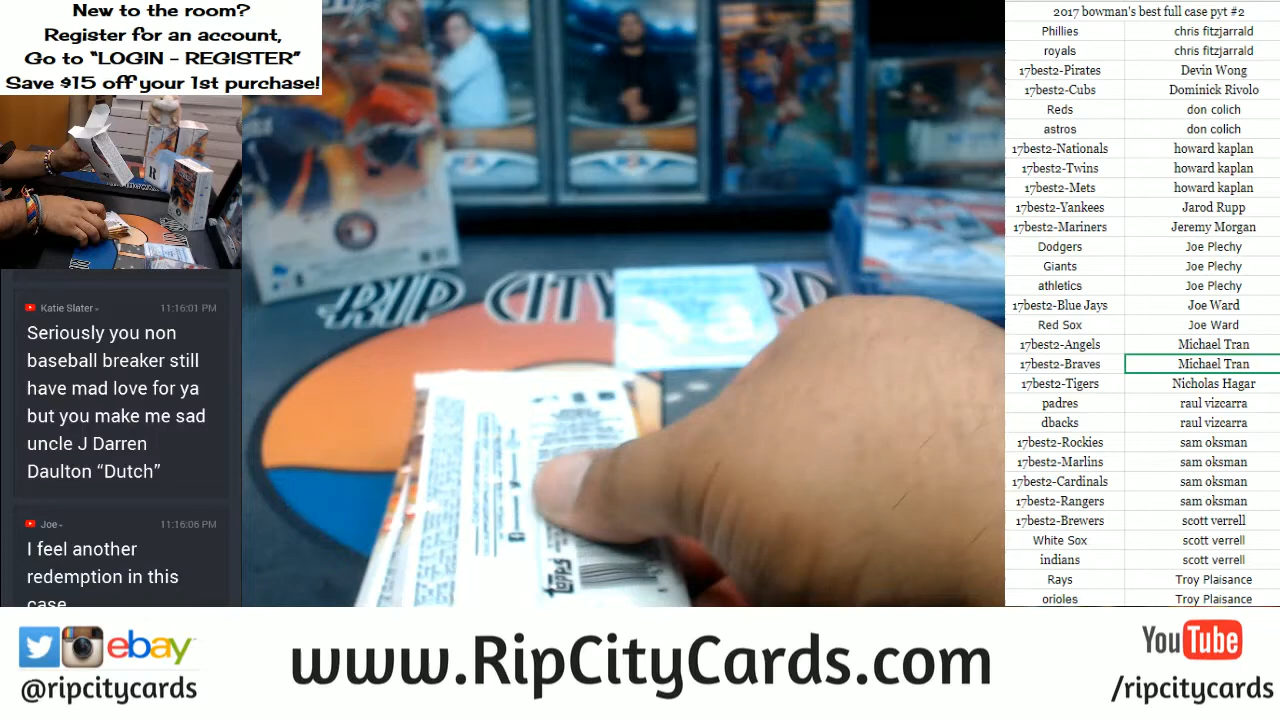 New to the room?
Register for an account,
Go to “LOGIN - REGISTER”
Save $15 off your 1st purchase!
Katie Slater
11:16:01 PM
Seriously you non
baseball breaker still
have mad love for ya
but you make me sad
uncle J Darren
Daulton “Dutch”
Joe
11:16:06 PM
I feel another
redemption in this
case
RIP CITY CARD
Topps
2017 bowman's best full case pyt #2
Phillies chris fitzjarrald
royals chris fitzjarrald
17best2-Pirates Devin Wong
17best2-Cubs Dominick Rivolo
Reds don colich
astros don colich
17best2-Nationals howard kaplan
17best2-Twins howard kaplan
17best2-Mets howard kaplan
17best2-Yankees Jarod Rupp
17best2-Mariners Jeremy Morgan
Dodgers Joe Plechy
Giants Joe Plechy
athletics Joe Plechy
17best2-Blue Jays Joe Ward
Red Sox Joe Ward
17best2-Angels Michael Tran
17best2-Braves Michael Tran
17best2-Tigers Nicholas Hagar
padres raul vizcarra
dbacks raul vizcarra
17best2-Rockies sam oksman
17best2-Marlins sam oksman
17best2-Cardinals sam oksman
17best2-Rangers sam oksman
17best2-Brewers scott verrell
White Sox scott verrell
indians scott verrell
Rays Troy Plaisance
orioles Troy Plaisance
ebay
@ripcitycards
www.RipCityCards.com
YouTube
/ripcitycards